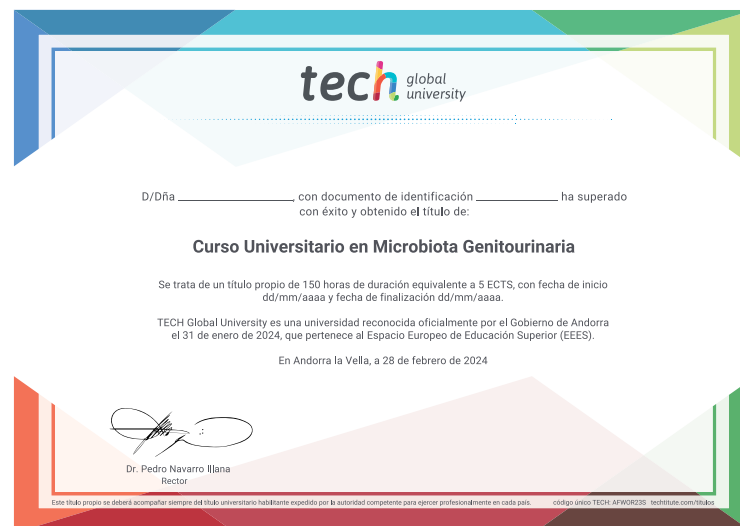 tech global
university
D/Dña ____________________, con documento de identificación ______________ ha superado
con éxito y obtenido el título de:
Curso Universitario en Microbiota Genitourinaria
Se trata de un título propio de 150 horas de duración equivalente a 5 ECTS, con fecha de inicio
dd/mm/aaaa y fecha de finalización dd/mm/aaaa.
TECH Global University es una universidad reconocida oficialmente por el Gobierno de Andorra
el 31 de enero de 2024, que pertenece al Espacio Europeo de Educación Superior (EEES).
En Andorra la Vella, a 28 de febrero de 2024
Dr. Pedro Navarro Illana
Rector
Este título propio se deberá acompañar siempre del título universitario habilitante expedido por la autoridad competente para ejercer profesionalmente en cada país. código único TECH: AFWOR23S techtitute.com/títulos